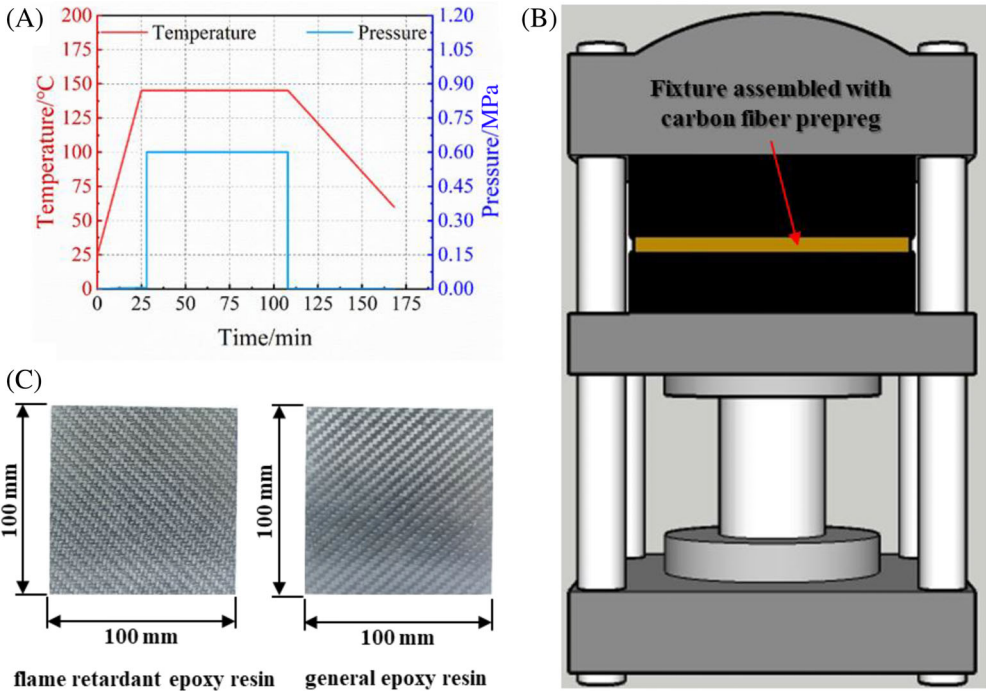 (A)
200
175
150
125
100
75
50
25
0
Temperature/°C
Temperature
Pressure
1.20
1.05
0.90
0.75
0.60
0.45
0.30
0.15
0.00
Pressure/MPa
0 25 50 75 100 125 150 175
Time/min
(B)
Fixture assembled with
carbon fiber prepreg
(C)
100 mm
100 mm
flame retardant epoxy resin
100 mm
100 mm
general epoxy resin